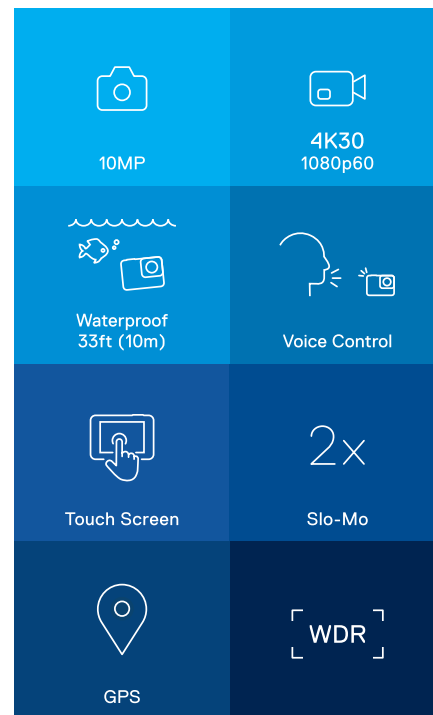 10MP
4K30
1080p60
Waterproof
33ft (10m)
Voice Control
Touch Screen
2x
Slo-Mo
GPS
WDR